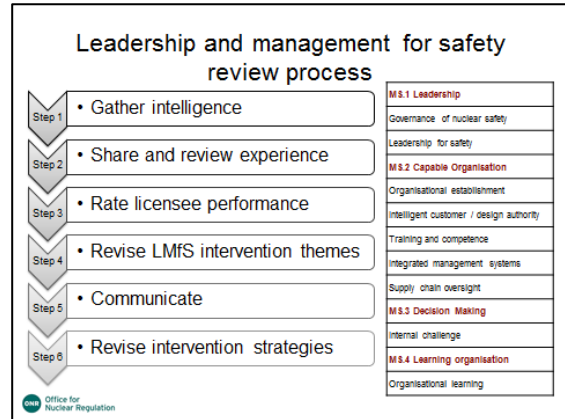 Leadership and management for safety
review process
Step 1
• Gather intelligence
Step 2
• Share and review experience
Step 3
• Rate licensee performance
Step 4
• Revise LMfS intervention themes
Step 5
• Communicate
Step 6
• Revise intervention strategies
MS.1 Leadership
Governance of nuclear safety
Leadership for safety
MS.2 Capable Organisation
Organisational establishment
Intelligent customer / design authority
Training and competence
Integrated management systems
Supply chain oversight
MS.3 Decision Making
Internal challenge
MS.4 Learning organisation
Organisational learning
ONR Office for
Nuclear Regulation